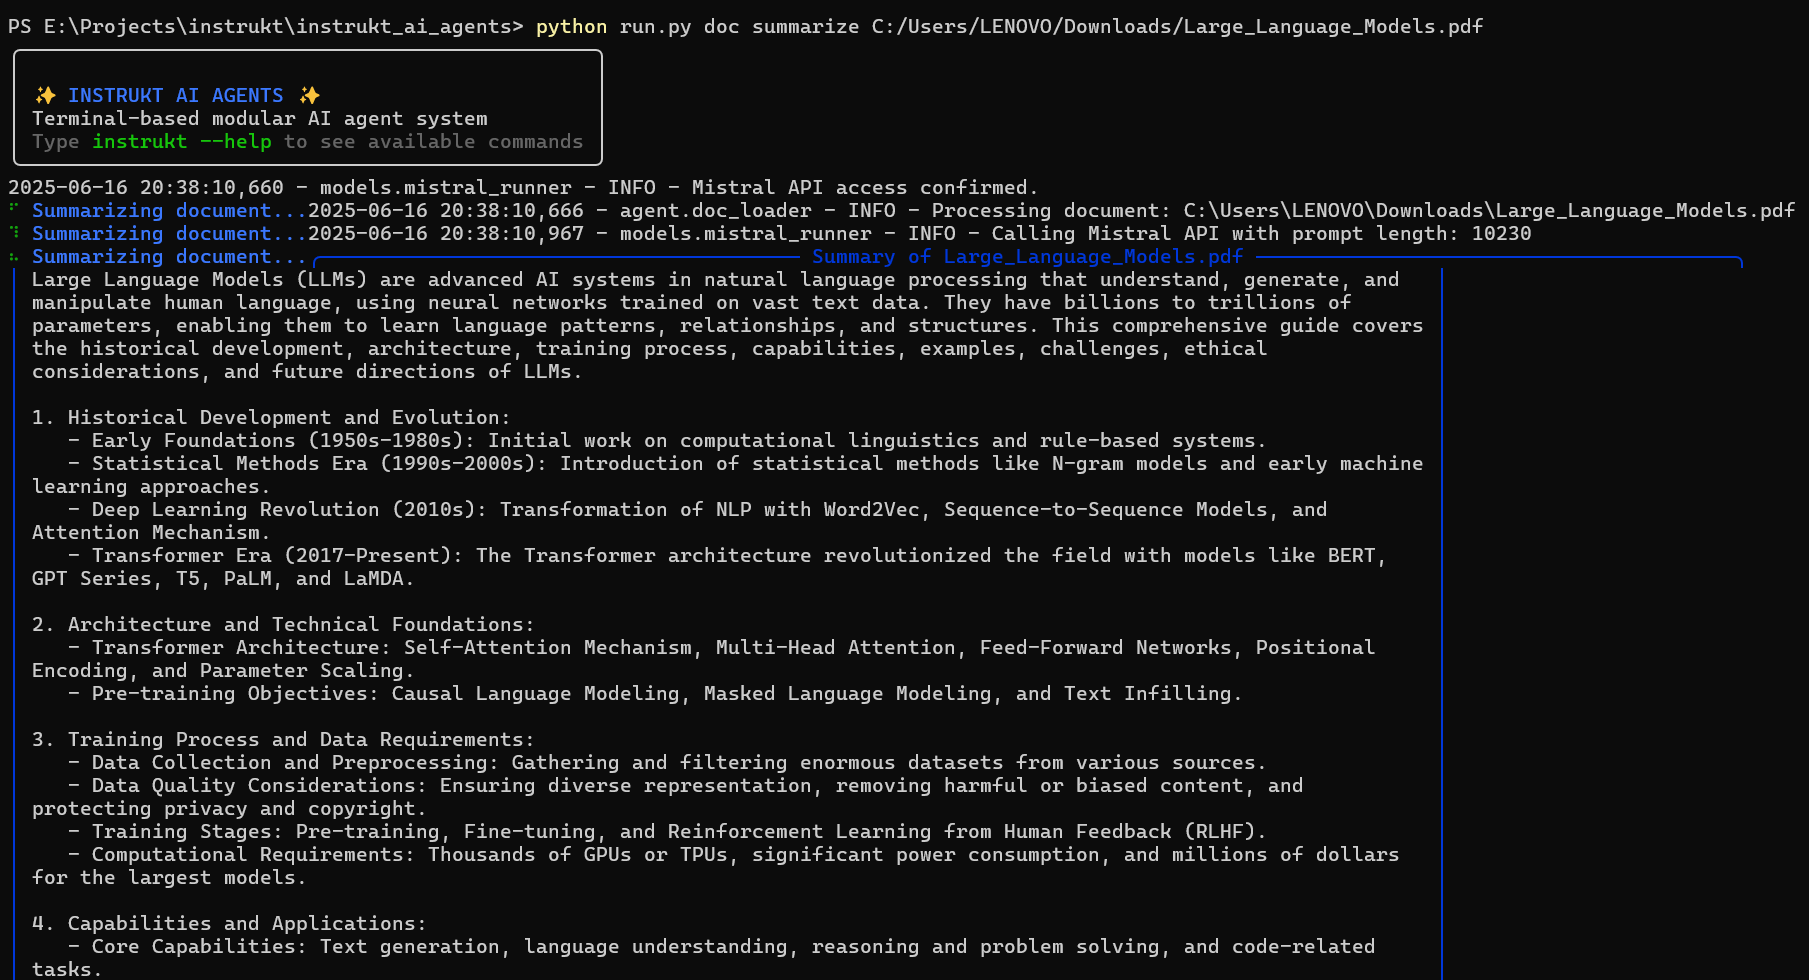 PS E:\Projects\instrukt\instrukt_ai_agents> python run.py doc summarize C:/Users/LENOVO/Downloads/Large_Language_Models.pdf
✨ INSTRUKT AI AGENTS ✨
Terminal-based modular AI agent system
Type instrukt --help to see available commands
2025-06-16 20:38:10,660 - models.mistral_runner - INFO - Mistral API access confirmed.
Summarizing document...2025-06-16 20:38:10,666 - agent.doc_loader - INFO - Processing document: C:\Users\LENOVO\Downloads\Large_Language_Models.pdf
Summarizing document...2025-06-16 20:38:10,967 - models.mistral_runner - INFO - Calling Mistral API with prompt length: 10230
Summarizing document... Summary of Large_Language_Models.pdf
Large Language Models (LLMs) are advanced AI systems in natural language processing that understand, generate, and
manipulate human language, using neural networks trained on vast text data. They have billions to trillions of
parameters, enabling them to learn language patterns, relationships, and structures. This comprehensive guide covers
the historical development, architecture, training process, capabilities, examples, challenges, ethical
considerations, and future directions of LLMs.
1. Historical Development and Evolution:
- Early Foundations (1950s-1980s): Initial work on computational linguistics and rule-based systems.
- Statistical Methods Era (1990s-2000s): Introduction of statistical methods like N-gram models and early machine
learning approaches.
- Deep Learning Revolution (2010s): Transformation of NLP with Word2Vec, Sequence-to-Sequence Models, and
Attention Mechanism.
- Transformer Era (2017-Present): The Transformer architecture revolutionized the field with models like BERT,
GPT Series, T5, PaLM, and LaMDA.
2. Architecture and Technical Foundations:
- Transformer Architecture: Self-Attention Mechanism, Multi-Head Attention, Feed-Forward Networks, Positional
Encoding, and Parameter Scaling.
- Pre-training Objectives: Causal Language Modeling, Masked Language Modeling, and Text Infilling.
3. Training Process and Data Requirements:
- Data Collection and Preprocessing: Gathering and filtering enormous datasets from various sources.
- Data Quality Considerations: Ensuring diverse representation, removing harmful or biased content, and
protecting privacy and copyright.
- Training Stages: Pre-training, Fine-tuning, and Reinforcement Learning from Human Feedback (RLHF).
- Computational Requirements: Thousands of GPUs or TPUs, significant power consumption, and millions of dollars
for the largest models.
4. Capabilities and Applications:
- Core Capabilities: Text generation, language understanding, reasoning and problem solving, and code-related
tasks.